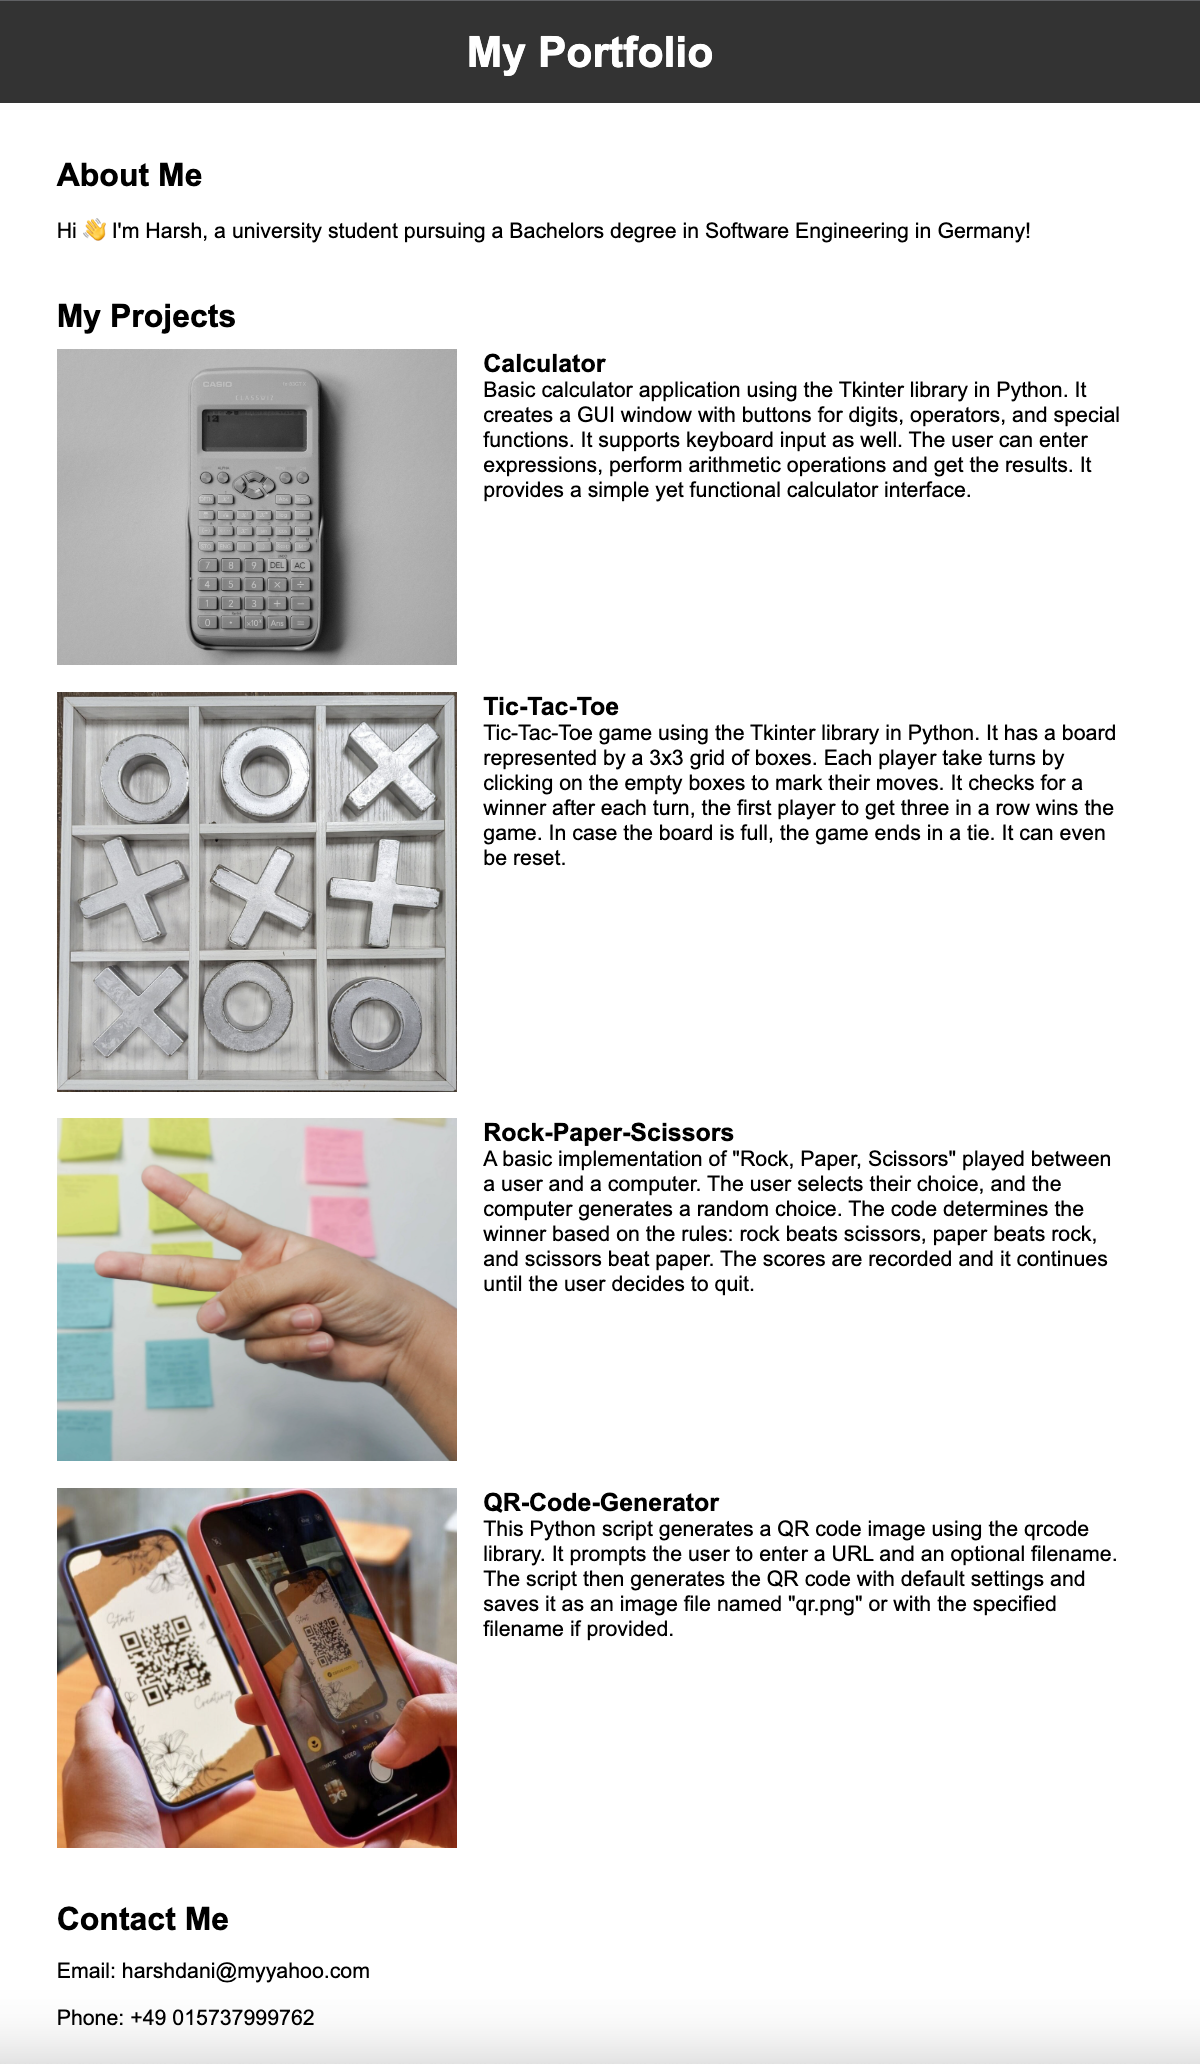 My Portfolio
About Me
Hi 👋 I'm Harsh, a university student pursuing a Bachelors degree in Software Engineering in Germany!
My Projects
CASIO
CLASSWIZ
Calculator
Basic calculator application using the Tkinter library in Python. It
creates a GUI window with buttons for digits, operators, and special
functions. It supports keyboard input as well. The user can enter
expressions, perform arithmetic operations and get the results. It
provides a simple yet functional calculator interface.
7 8 9 DEL AC
4 5 6 × ÷
1 2 3 + −
0 • ×10ˣ Ans =
Tic-Tac-Toe
Tic-Tac-Toe game using the Tkinter library in Python. It has a board
represented by a 3x3 grid of boxes. Each player take turns by
clicking on the empty boxes to mark their moves. It checks for a
winner after each turn, the first player to get three in a row wins the
game. In case the board is full, the game ends in a tie. It can even
be reset.
O O X
X X X
X O O
Rock-Paper-Scissors
A basic implementation of "Rock, Paper, Scissors" played between
a user and a computer. The user selects their choice, and the
computer generates a random choice. The code determines the
winner based on the rules: rock beats scissors, paper beats rock,
and scissors beat paper. The scores are recorded and it continues
until the user decides to quit.
QR-Code-Generator
This Python script generates a QR code image using the qrcode
library. It prompts the user to enter a URL and an optional filename.
The script then generates the QR code with default settings and
saves it as an image file named "qr.png" or with the specified
filename if provided.
Start
Creating
Contact Me
Email: harshdani@myyahoo.com
Phone: +49 015737999762